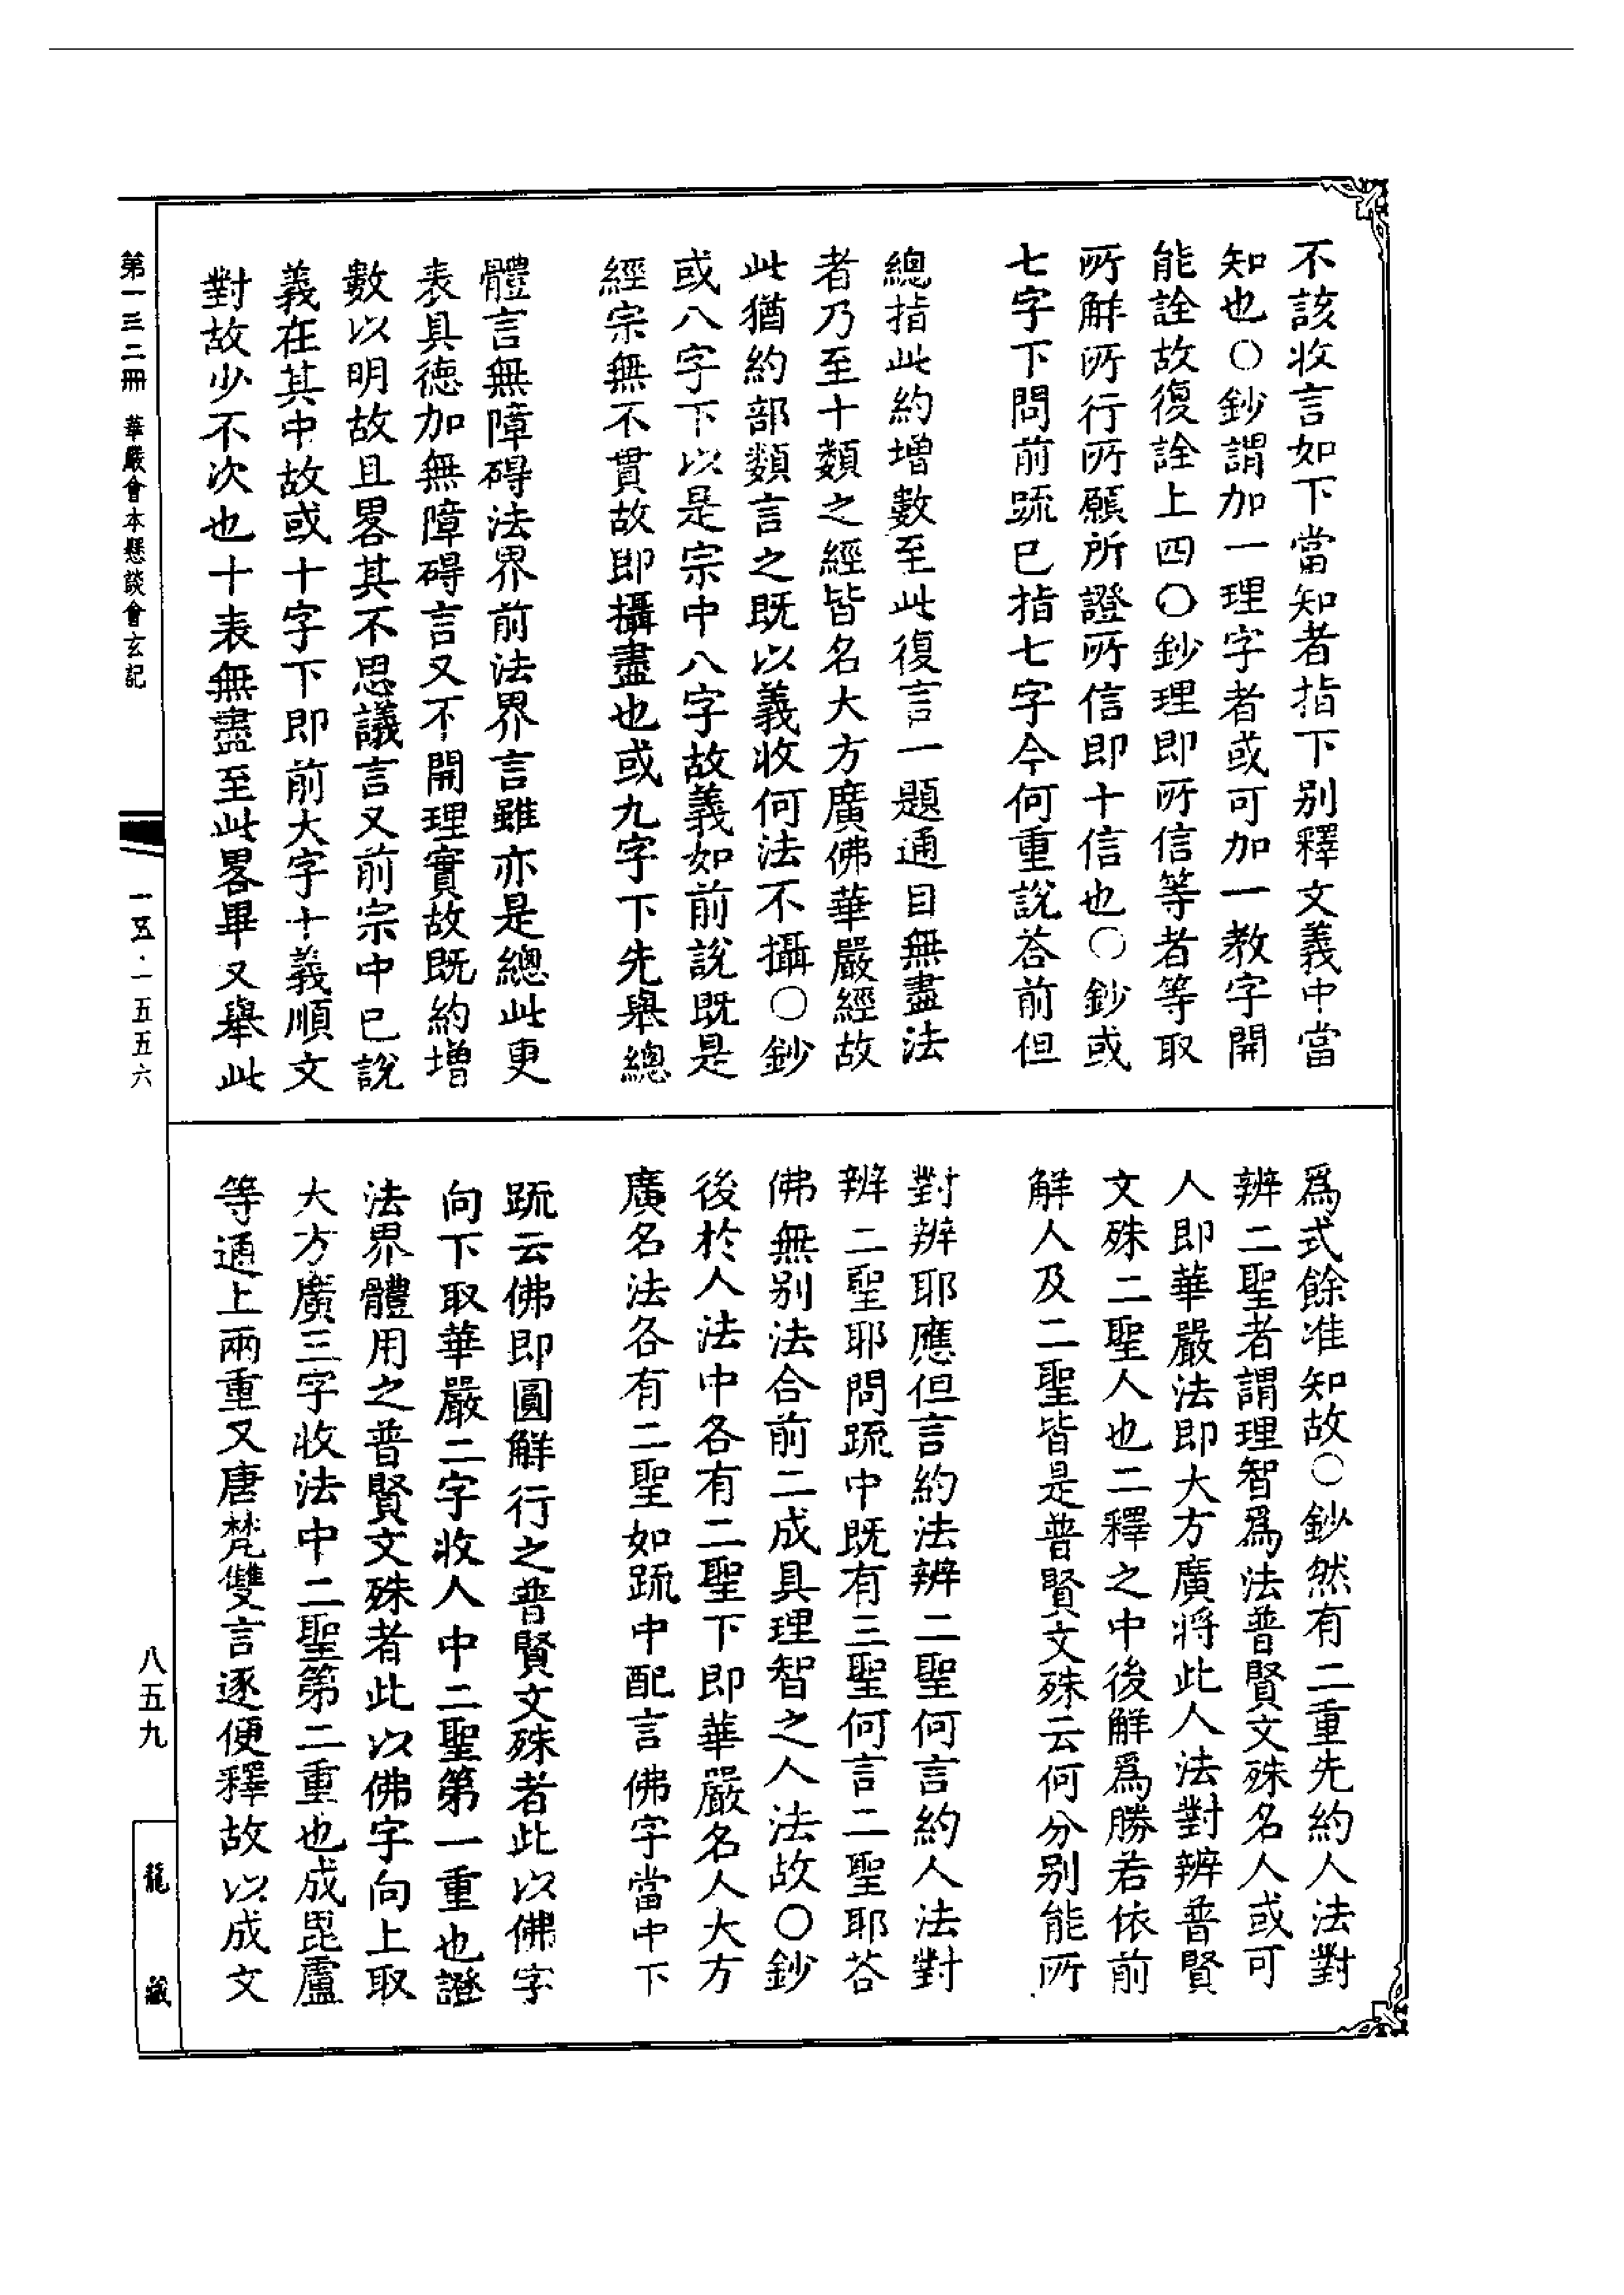 不該收言如下當知者指下別釋文義中當
知也○鈔謂加一理字者或可加一教字開
能詮故復詮上四○鈔理即所信等者等取
所解所行所願所證所信即十信也○鈔或
七字下問前疏已指七字今何重說荅前但
總指此約增數至此復言一題通目無盡法
者乃至十類之經皆名大方廣佛華嚴經故
此猶約部類言之既以義收何法不攝○鈔
或八字下以是宗中八字故義如前說既是
經宗無不貫故即攝盡也或九字下先舉總
體言無障碍法界前法界言雖亦是總此更
表具德加無障碍言又不開理實故既約增
數以明故且畧其不思議言又前宗中已說
義在其中故或十字下即前大字十義順文
對故少不次也十表無盡至此畧畢又舉此
爲式餘准知故○鈔然有二重先約人法對
辨二聖者謂理智爲法普賢文殊名人或可
人即華嚴法即大方廣將此人法對辨普賢
文殊二聖人也二釋之中後解爲勝若依前
解人及二聖皆是普賢文殊云何分别能所
對辨耶應但言約法辨二聖何言約人法對
辨二聖耶問疏中既有三聖何言二聖耶荅
佛無别法合前二成具理智之人法故○鈔
後於人法中各有二聖下即華嚴名人大方
廣名法各有二聖如疏中配言佛字當中下
疏云佛即圓解行之普賢文殊者此以佛字
向下取華嚴二字收人中二聖第一重也證
法界體用之普賢文殊者此以佛字向上取
大方廣三字收法中二聖第二重也成毘盧
等通上兩重又唐梵雙言逐便釋故以成文
第一三二冊 華嚴會本懸談會玄記
一五·一五五六
八五九
龍藏